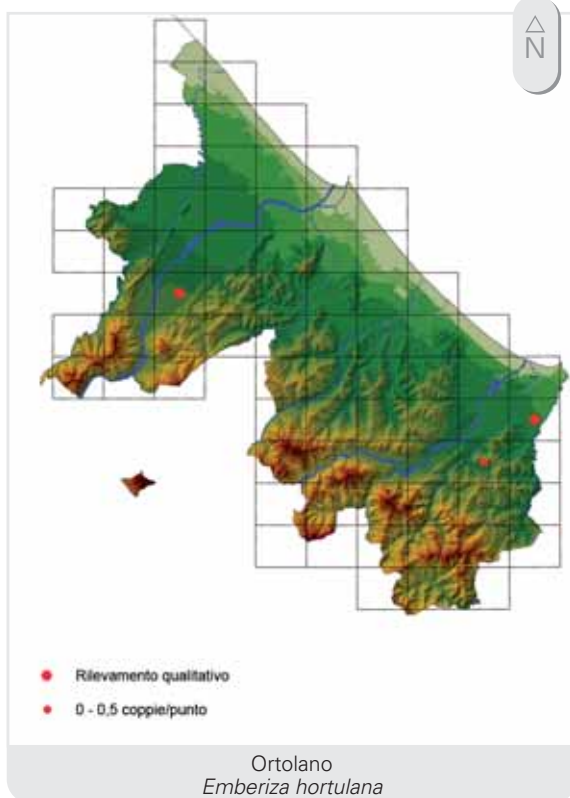 N
Rilevamento qualitativo
0 - 0,5 coppie/punto
Ortolano
Emberiza hortulana